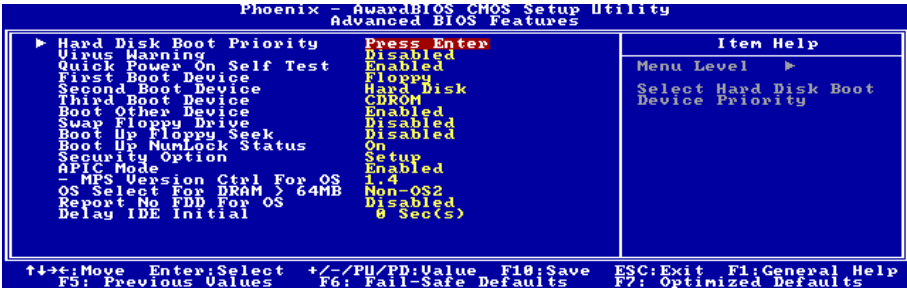 Phoenix - AwardBIOS CMOS Setup Utility
Advanced BIOS Features
► Hard Disk Boot Priority Press Enter
Virus Warning Disabled
Quick Power On Self Test Enabled
First Boot Device Floppy
Second Boot Device Hard Disk
Third Boot Device CDROM
Boot Other Device Enabled
Swap Floppy Drive Disabled
Boot Up Floppy Seek Disabled
Boot Up NumLock Status On
Security Option Setup
APIC Mode Enabled
- MPS Version Ctrl For OS 1.4
OS Select For DRAM > 64MB Non-OS2
Report No FDD For OS Disabled
Delay IDE Initial 0 Sec(s)
Item Help
Menu Level ►
Select Hard Disk Boot
Device Priority
↑↓→←:Move Enter:Select +/-/PU/PD:Value F10:Save ESC:Exit F1:General Help
F5: Previous Values F6: Fail-Safe Defaults F7: Optimized Defaults